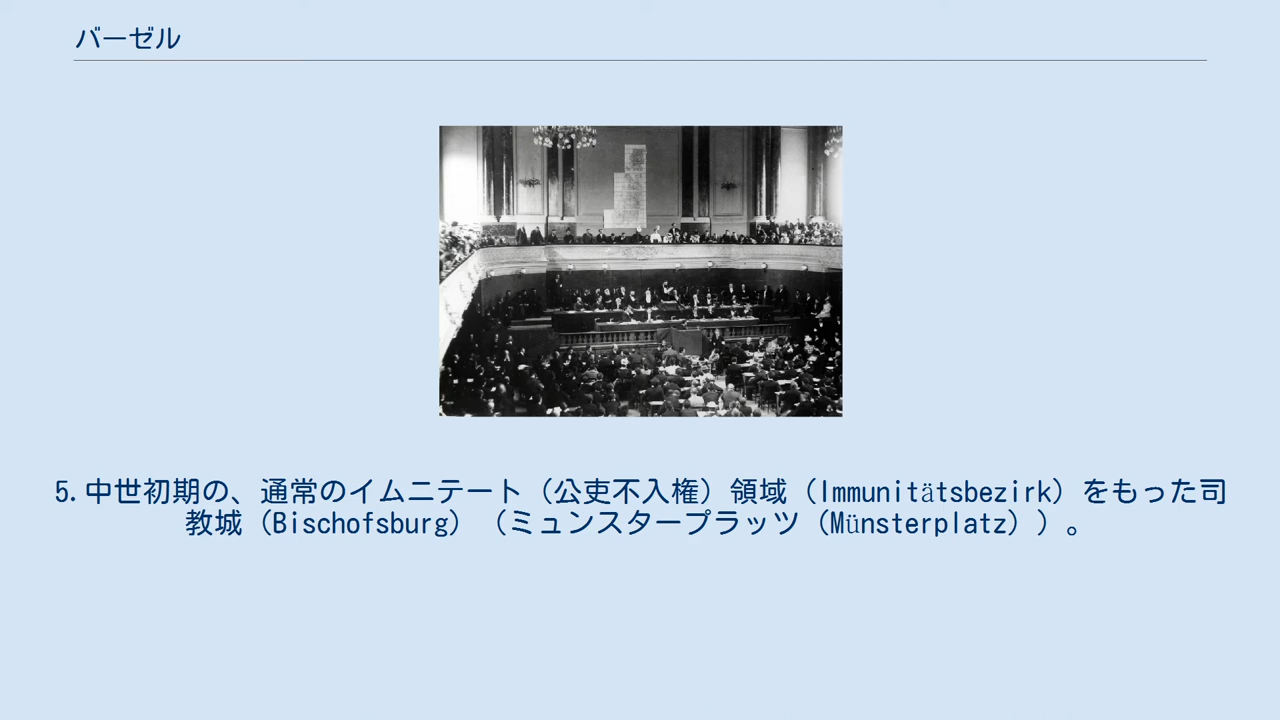 バーゼル
5. 中世初期の、通常のイムニテート（公吏不入権）領域（Immunitätsbezirk）をもった司
教城（Bischofsburg）（ミュンスタープラッツ（Münsterplatz））。